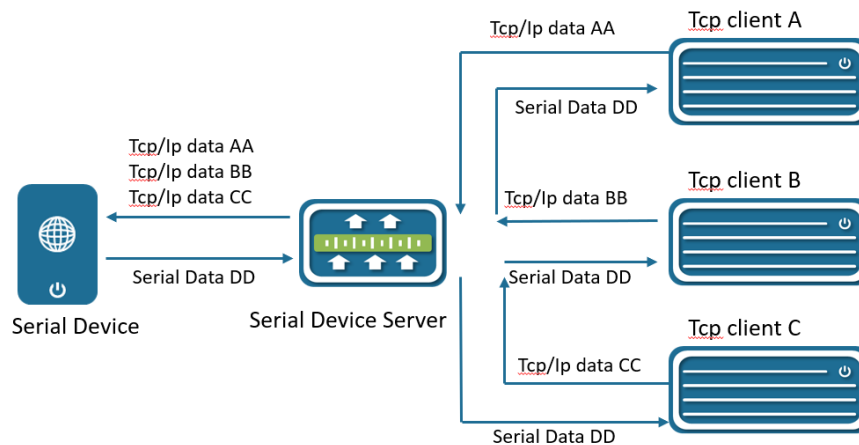 Tcp client A
Tcp/Ip data AA
Serial Data DD
Tcp/Ip data AA
Tcp/Ip data BB
Tcp/Ip data CC
Serial Data DD
Serial Device
Serial Device Server
Tcp client B
Tcp/Ip data BB
Serial Data DD
Tcp client C
Tcp/Ip data CC
Serial Data DD